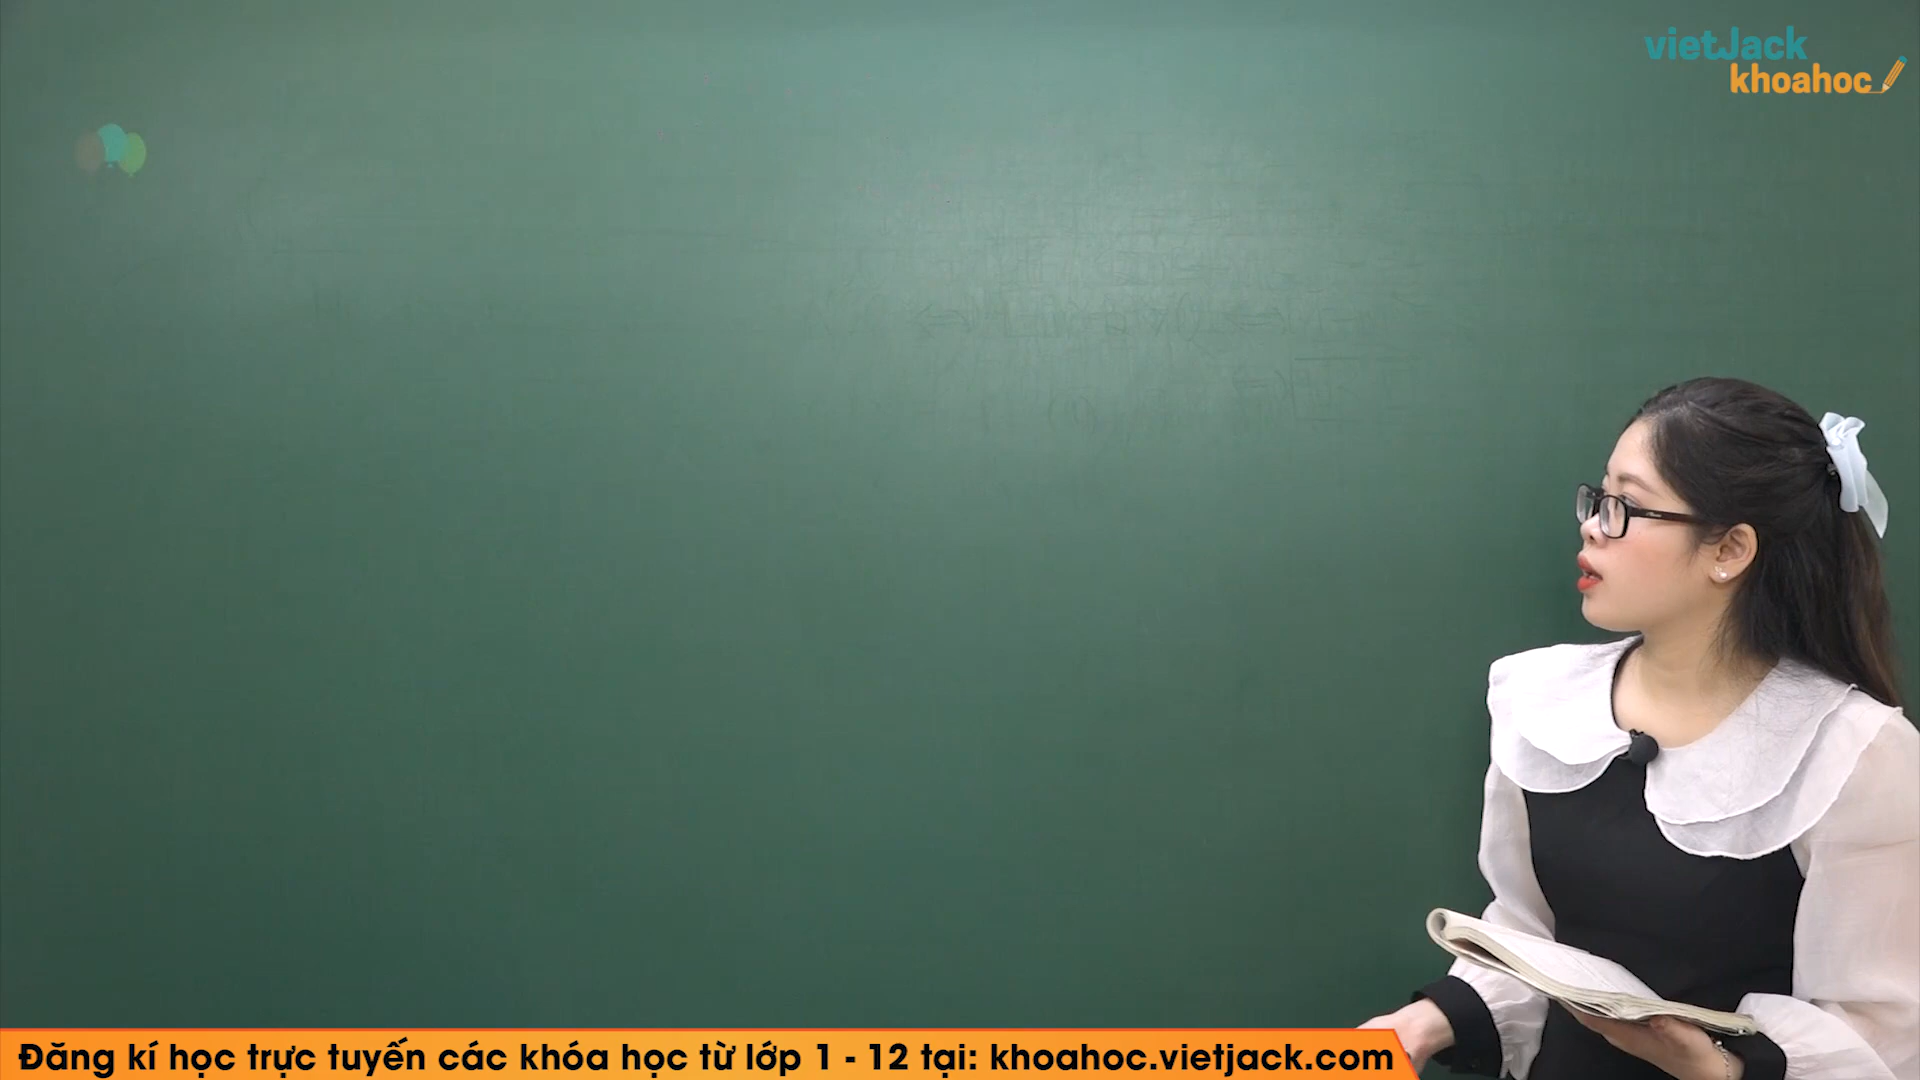 vietJack
khoahoc
Đăng kí học trực tuyến các khóa học từ lớp 1 - 12 tại: khoahoc.vietjack.com